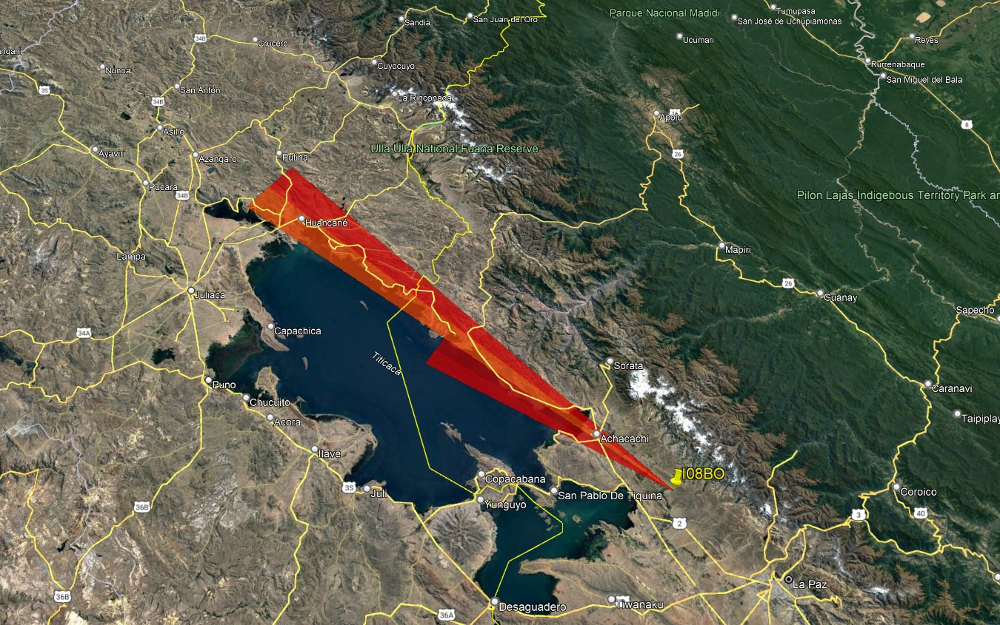 Parque Nacional Madidi
Tumupasa
San José de Uchupiamonas
Sandia
San Juan del Oro
34B
Crucero
Ucumari
Reyes
Cuyocuyo
Nunoa
Rurrenabaque
San Miguel del Bala
3S
San Antón
34B
La Rinconada
Apolo
16
8
Asillo
Ulla Ulla National Fuana Reserve
Ayaviri
Azangaro
Putina
26
Pucara
34B
Pilon Lajas Indigebous Territory Park an
Huancané
Lampa
Mapiri
26
Juliaca
Guanay
Sapecho
34A
Capachica
Titicaca
Sorata
Puno
Caranavi
Chucuito
Acora
Taipiplay
Achacachi
Ilave
I08BO
3S
Juli
Copacabana
San Pablo De Tiquina
Yunguyo
Coroico
36B
3
40
2
La Paz
36B
Desaguadero
Tiwanaku
36A